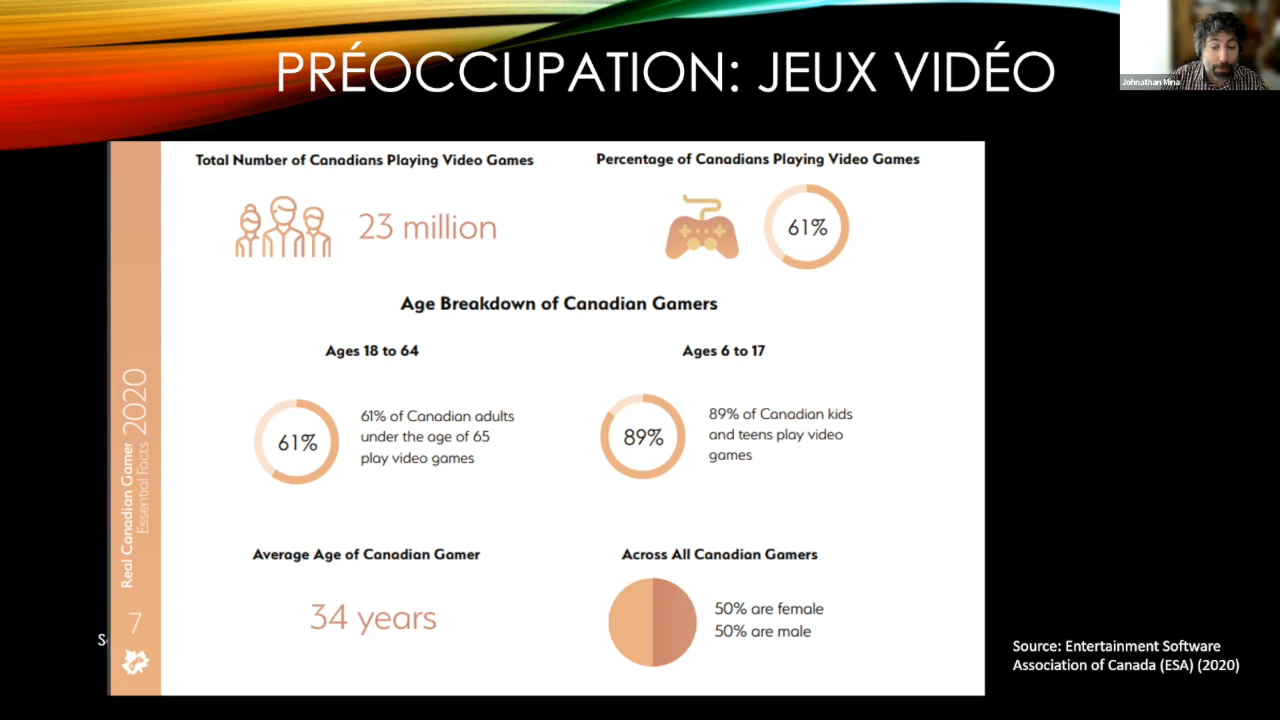 PRÉOCCUPATION: JEUX VIDÉO
Johnathan Mina
Total Number of Canadians Playing Video Games
23 million
Percentage of Canadians Playing Video Games
61%
Age Breakdown of Canadian Gamers
Ages 18 to 64
61%
61% of Canadian adults
under the age of 65
play video games
Ages 6 to 17
89%
89% of Canadian kids
and teens play video
games
Average Age of Canadian Gamer
34 years
Across All Canadian Gamers
50% are female
50% are male
Real Canadian Gamer
Essential Facts 2020
7
Source: Entertainment Software
Association of Canada (ESA) (2020)